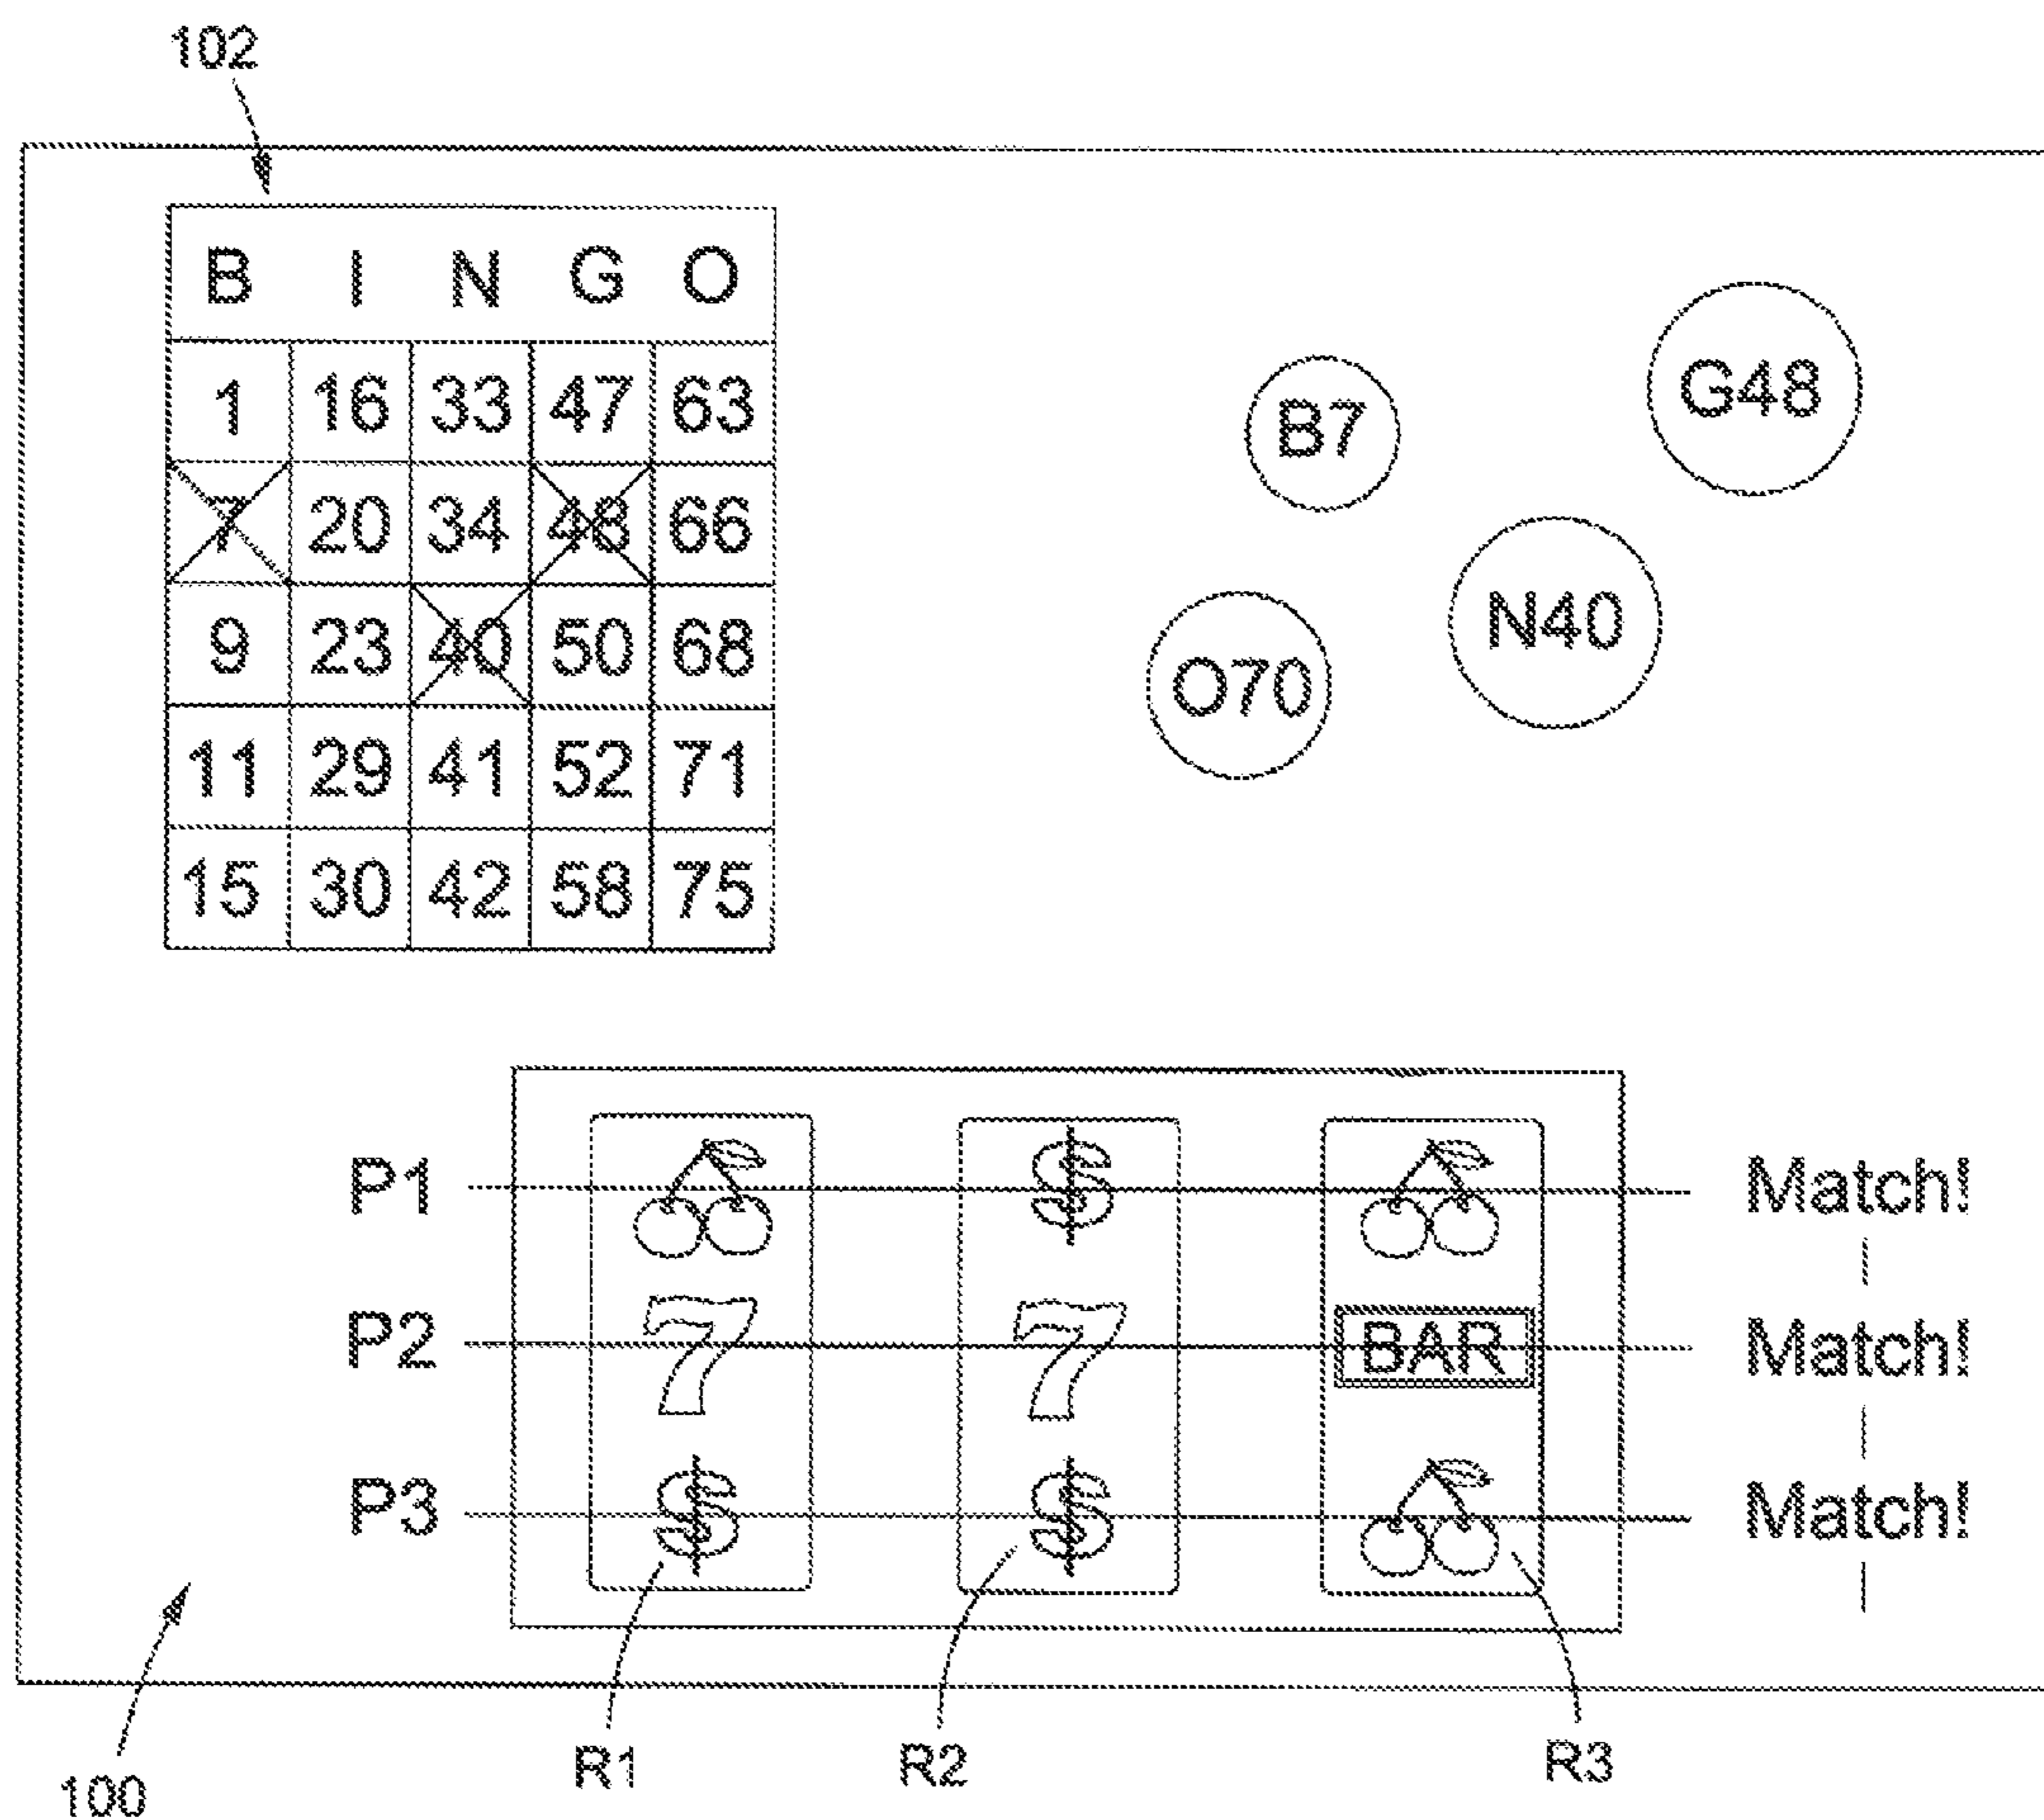 102
B I N G O
1 16 33 47 63
7 20 34 48 66
9 23 40 50 68
11 29 41 52 71
15 30 42 58 75
G48
B7
N40
O70
P1 $ Match!
P2 7 7 BAR Match!
P3 $ $ Match!
100 R1 R2 R3